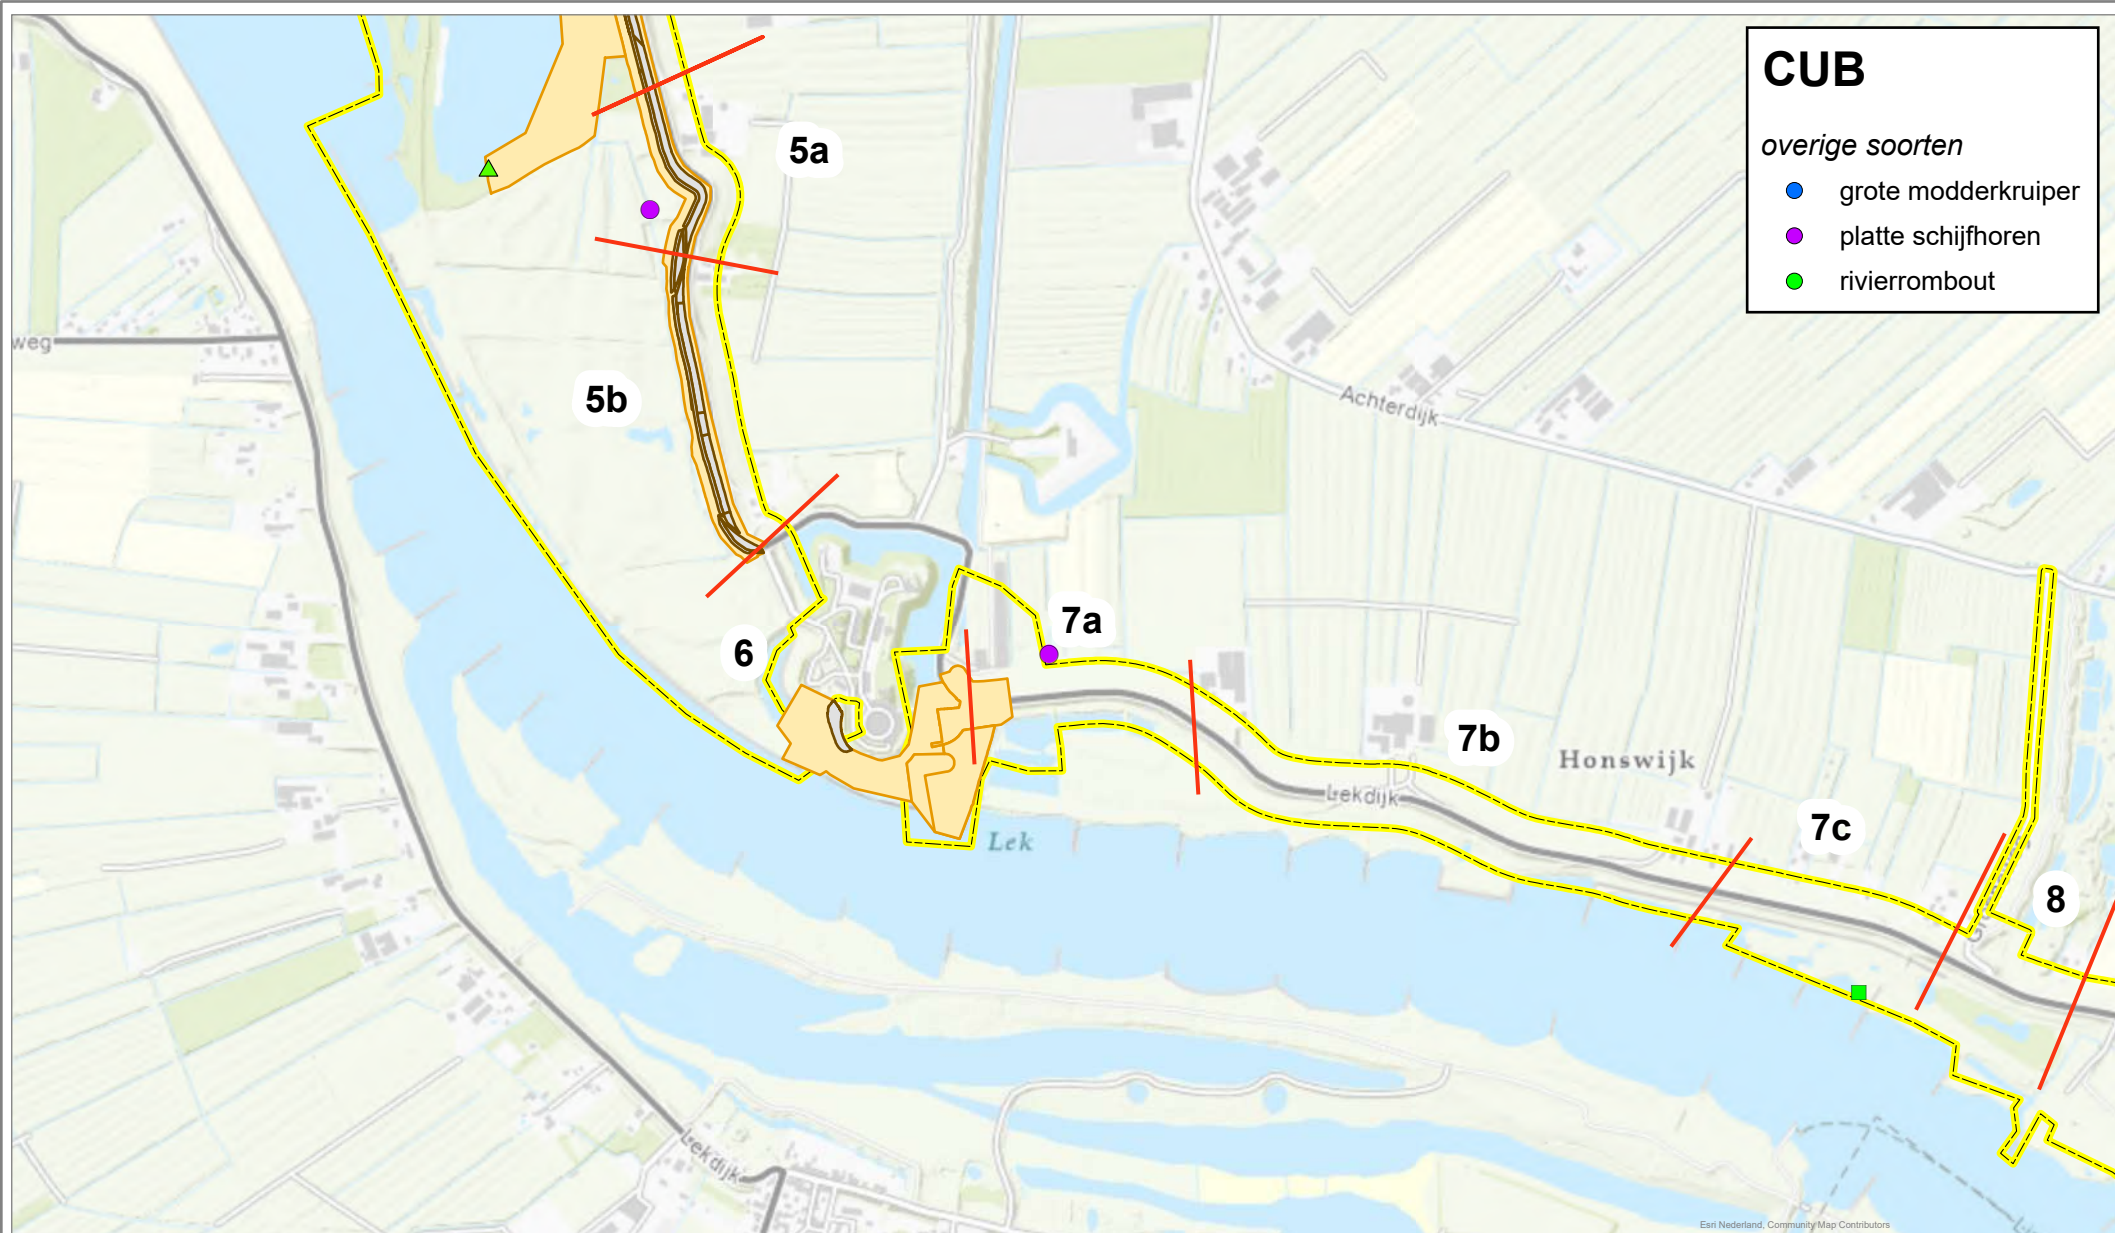 CUB
overige soorten
grote modderkruiper
platte schijfhoren
rivierrombout
5a
weg
5b
Achterdijk
7a
6
7b
Honswijk
Lekdijk
7c
Lek
8
Lekdijk
Esri Nederland, Community Map Contributors